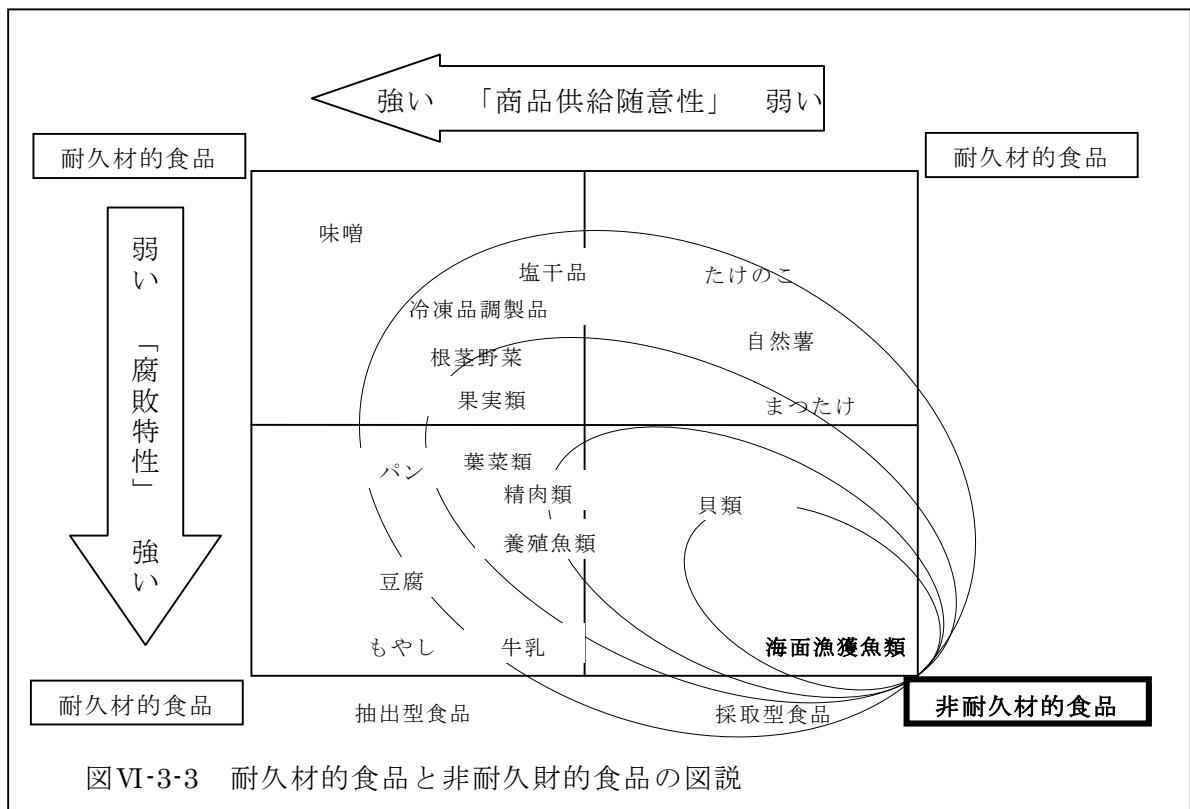 強い 「商品供給随意性」 弱い
耐久材的食品
耐久材的食品
弱い 「腐敗特性」 強い
味噌
塩干品
たけのこ
冷凍品調製品
自然薯
根茎野菜
果実類
まつたけ
パン
葉菜類
精肉類
貝類
養殖魚類
豆腐
もやし
牛乳
海面漁獲魚類
耐久材的食品
抽出型食品
採取型食品
非耐久材的食品
図Ⅵ-3-3 耐久材的食品と非耐久財的食品の図説